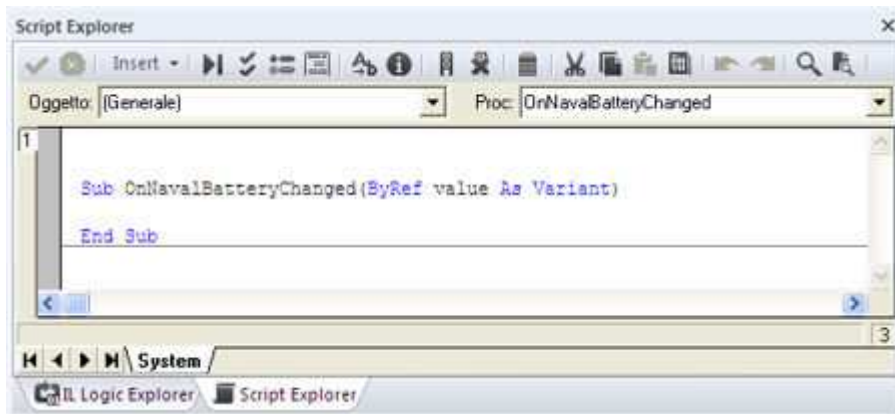 Script Explorer
Insert
Oggetto: (Generale) Proc: OnNavalBatteryChanged
1
Sub OnNavalBatteryChanged(ByRef value As Variant)
End Sub
3
System
IL Logic Explorer Script Explorer